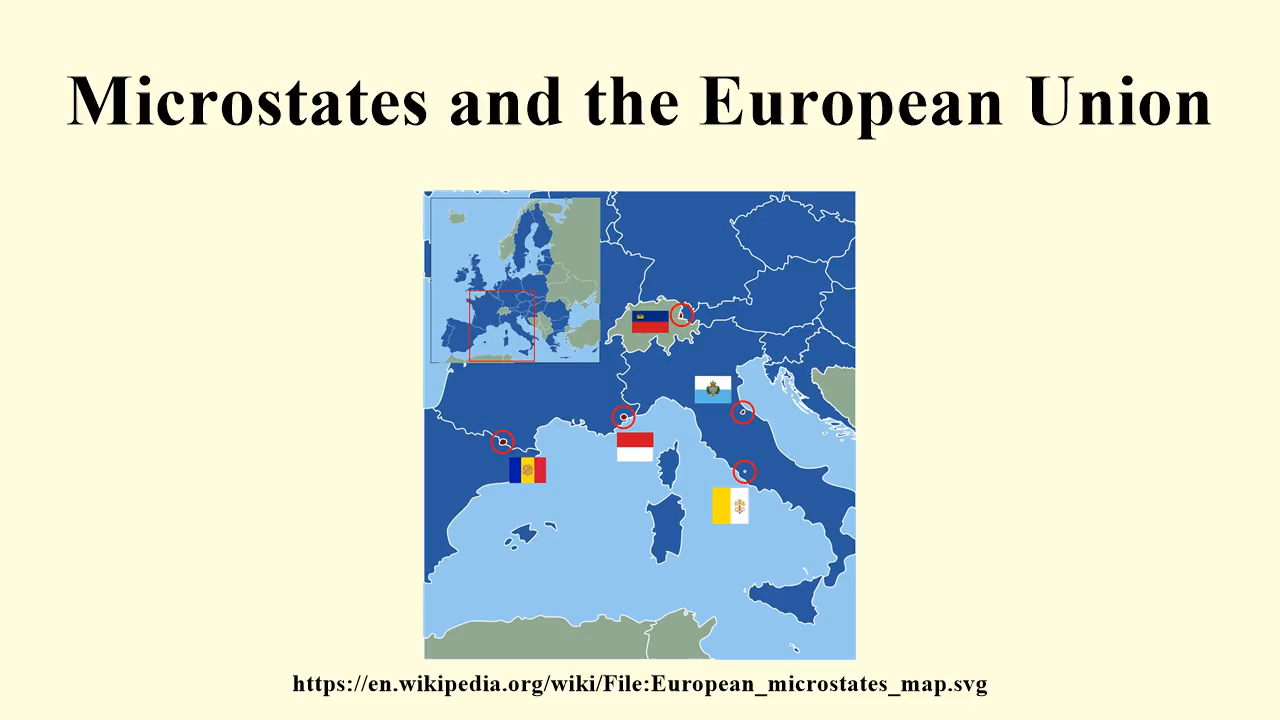 Microstates and the European Union
https://en.wikipedia.org/wiki/File:European_microstates_map.svg